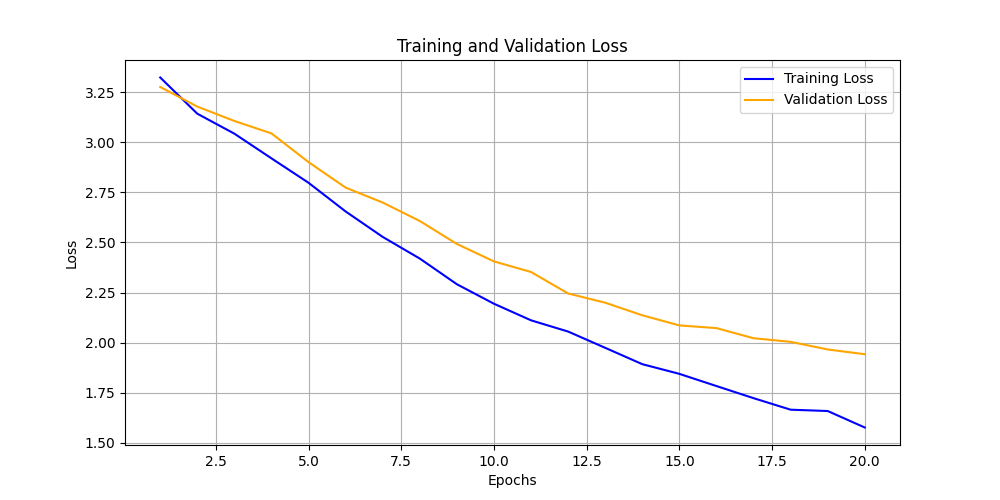 Training and Validation Loss
Training Loss
Validation Loss
3.25
3.00
2.75
2.50
2.25
2.00
1.75
1.50
Loss
2.5 5.0 7.5 10.0 12.5 15.0 17.5 20.0
Epochs